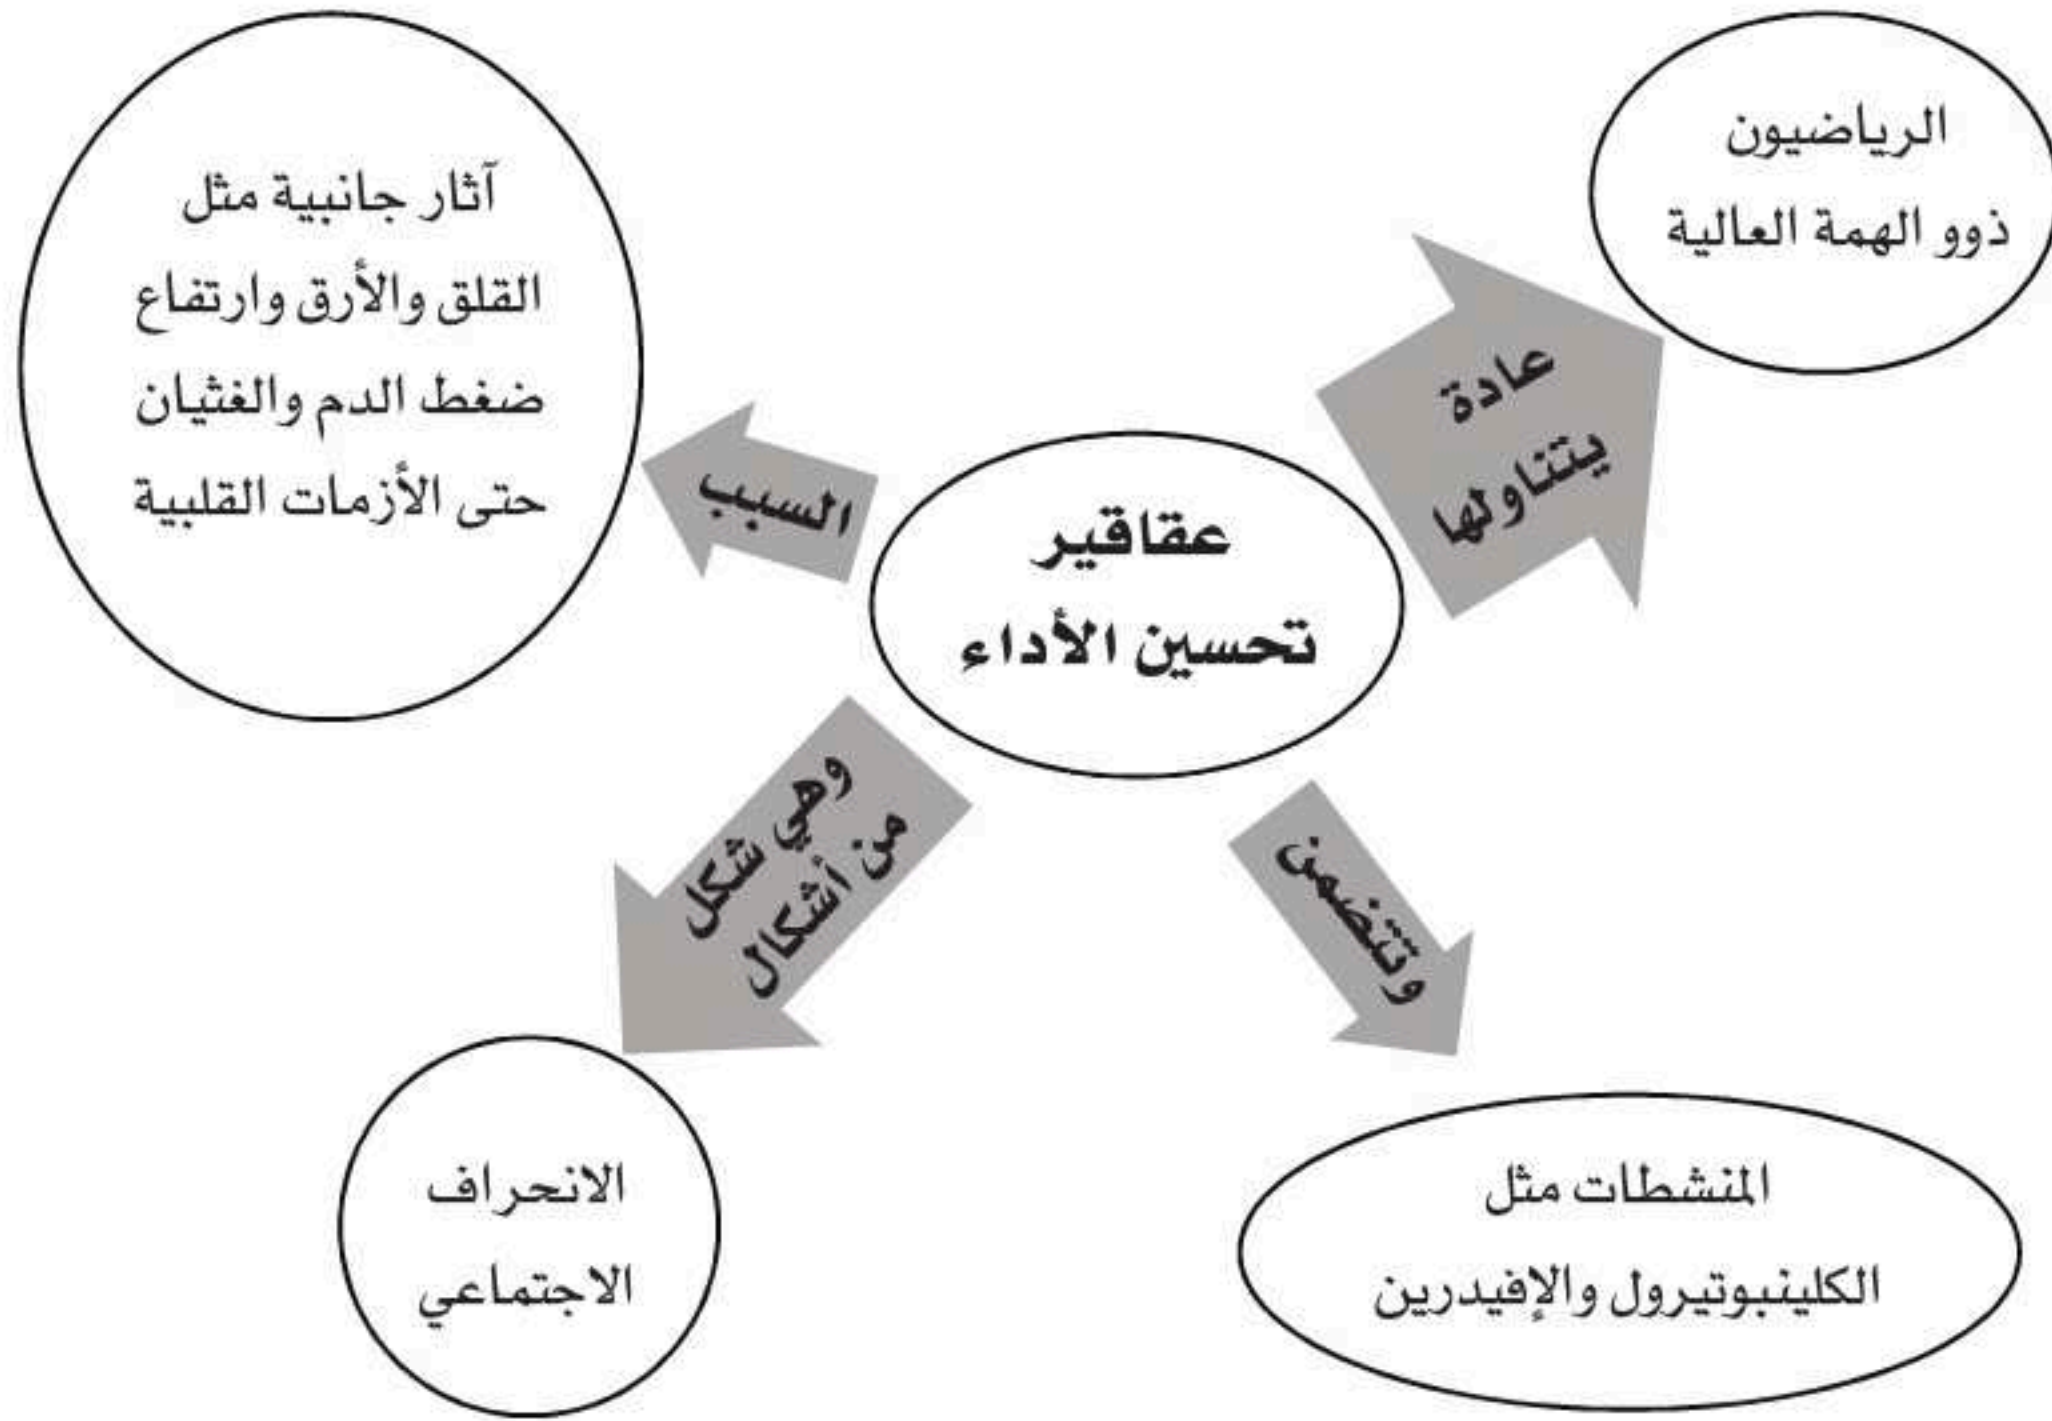 عقاقير
تحسين الأداء
عادة
يتناولها
الرياضيون
ذوو الهمة العالية
السبب
آثار جانبية مثل
القلق والأرق وارتفاع
ضغط الدم والغثيان
حتى الأزمات القلبية
وهي شكل
من أشكال
الانحراف
الاجتماعي
وتتضمن
المنشطات مثل
الكلينبوتيرول والإفيدرين